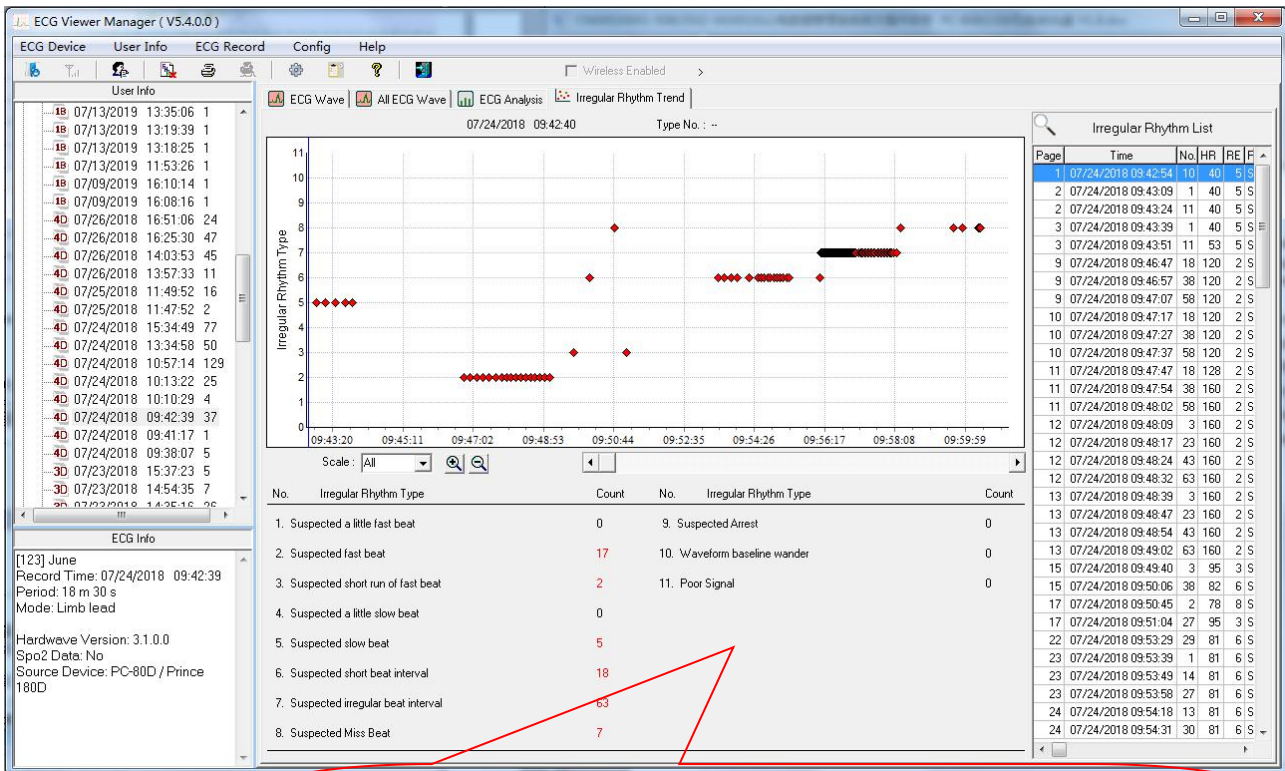 ECG Viewer Manager ( V5.4.0.0 )
ECG Device User Info ECG Record Config Help
Wireless Enabled >
User Info
1B 07/13/2019 13:35:06 1
1B 07/13/2019 13:19:39 1
1B 07/13/2019 13:18:25 1
1B 07/13/2019 11:53:26 1
1B 07/09/2019 16:10:14 1
1B 07/09/2019 16:08:16 1
4D 07/26/2018 16:51:06 24
4D 07/26/2018 16:25:30 47
4D 07/26/2018 14:03:53 45
4D 07/26/2018 13:57:33 11
4D 07/25/2018 11:49:52 16
4D 07/25/2018 11:47:52 2
4D 07/24/2018 15:34:49 77
4D 07/24/2018 13:34:58 50
4D 07/24/2018 10:57:14 129
4D 07/24/2018 10:13:22 25
4D 07/24/2018 10:10:29 4
4D 07/24/2018 09:42:39 37
4D 07/24/2018 09:41:17 1
4D 07/24/2018 09:38:07 5
3D 07/23/2018 15:37:23 5
3D 07/23/2018 14:54:35 7
3D 07/23/2018 14:35:16 26
ECG Info
[123] June
Record Time: 07/24/2018 09:42:39
Period: 18 m 30 s
Mode: Limb lead
Hardwave Version: 3.1.0.0
Spo2 Data: No
Source Device: PC-80D / Prince
180D
ECG Wave All ECG Wave ECG Analysis Irregular Rhythm Trend
07/24/2018 09:42:40 Type No. : --
Irregular Rhythm Type
11
10
9
8
7
6
5
4
3
2
1
0
09:43:20 09:45:11 09:47:02 09:48:53 09:50:44 09:52:35 09:54:26 09:56:17 09:58:08 09:59:59
Scale : All
No. Irregular Rhythm Type Count No. Irregular Rhythm Type Count
1. Suspected a little fast beat 0 9. Suspected Arrest 0
2. Suspected fast beat 17 10. Waveform baseline wander 0
3. Suspected short run of fast beat 2 11. Poor Signal 0
4. Suspected a little slow beat 0
5. Suspected slow beat 5
6. Suspected short beat interval 18
7. Suspected irregular beat interval 63
8. Suspected Miss Beat 7
Irregular Rhythm List
Page Time No. HR RE F
1 07/24/2018 09:42:54 10 40 5 S
2 07/24/2018 09:43:09 1 40 5 S
2 07/24/2018 09:43:24 11 40 5 S
3 07/24/2018 09:43:39 1 40 5 S
3 07/24/2018 09:43:51 11 53 5 S
9 07/24/2018 09:46:47 18 120 2 S
9 07/24/2018 09:46:57 38 120 2 S
9 07/24/2018 09:47:07 58 120 2 S
10 07/24/2018 09:47:17 18 120 2 S
10 07/24/2018 09:47:27 38 120 2 S
10 07/24/2018 09:47:37 58 120 2 S
11 07/24/2018 09:47:47 18 128 2 S
11 07/24/2018 09:47:54 38 160 2 S
11 07/24/2018 09:48:02 58 160 2 S
12 07/24/2018 09:48:09 3 160 2 S
12 07/24/2018 09:48:17 23 160 2 S
12 07/24/2018 09:48:24 43 160 2 S
12 07/24/2018 09:48:32 63 160 2 S
13 07/24/2018 09:48:39 3 160 2 S
13 07/24/2018 09:48:47 23 160 2 S
13 07/24/2018 09:48:54 43 160 2 S
13 07/24/2018 09:49:02 63 160 2 S
15 07/24/2018 09:49:40 3 95 3 S
15 07/24/2018 09:50:06 38 82 6 S
17 07/24/2018 09:50:45 2 78 8 S
17 07/24/2018 09:51:04 27 95 3 S
22 07/24/2018 09:53:29 29 81 6 S
23 07/24/2018 09:53:39 1 81 6 S
23 07/24/2018 09:53:49 14 81 6 S
23 07/24/2018 09:53:58 27 81 6 S
24 07/24/2018 09:54:18 13 81 6 S
24 07/24/2018 09:54:31 30 81 6 S